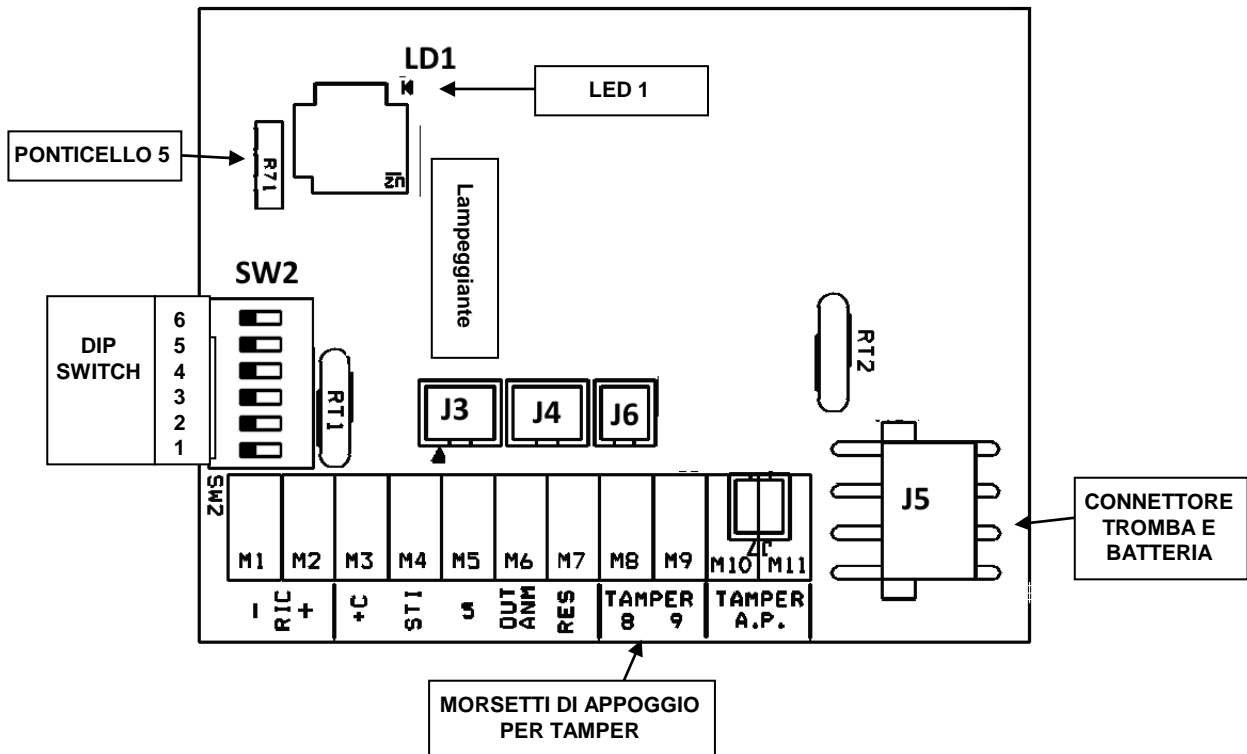 LD1
LED 1
PONTICELLO 5
R71
U2
Lampeggiante
SW2
DIP
SWITCH
6
5
4
3
2
1
RT1
RT2
J3
J4
J6
J5
CONNETTORE
TROMBA E
BATTERIA
SW2
J7
M1 M2 M3 M4 M5 M6 M7 M8 M9 M10 M11
- RIC +
+C
STI
5
OUT
ANM
RES
TAMPER
8 9
TAMPER
A.P.
MORSETTI DI APPOGGIO
PER TAMPER